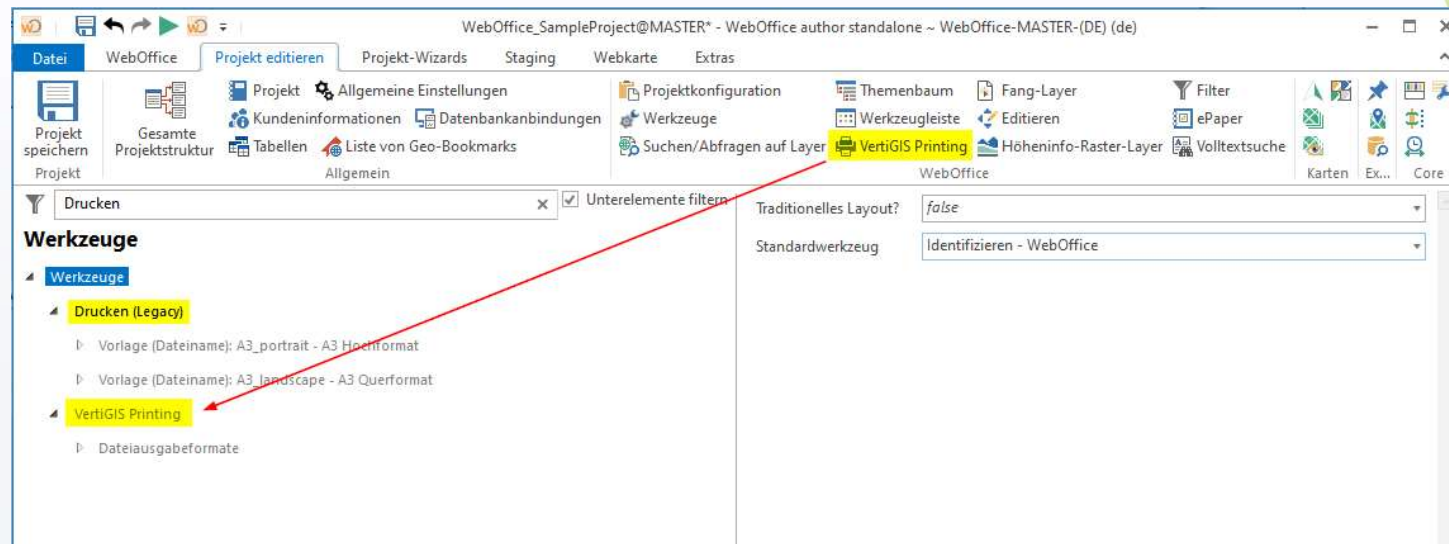 WebOffice_SampleProject@MASTER* - WebOffice author standalone ~ WebOffice-MASTER-(DE) (de)
Datei WebOffice Projekt editieren Projekt-Wizards Staging Webkarte Extras
Projekt speichern
Gesamte Projektstruktur
Projekt
Projekt Allgemeine Einstellungen
Kundeninformationen Datenbankanbindungen
Tabellen Liste von Geo-Bookmarks
Allgemein
Projektkonfiguration Themenbaum Fang-Layer Filter
Werkzeuge Werkzeugleiste Editieren ePaper
Suchen/Abfragen auf Layer VertiGIS Printing Höheninfo-Raster-Layer Volltextsuche
WebOffice
Karten
Ex...
Core
Drucken
Unterelemente filtern
Werkzeuge
Werkzeuge
Drucken (Legacy)
Vorlage (Dateiname): A3_portrait - A3 Hochformat
Vorlage (Dateiname): A3_landscape - A3 Querformat
VertiGIS Printing
Dateiausgabeformate
Traditionelles Layout? false
Standardwerkzeug Identifizieren - WebOffice